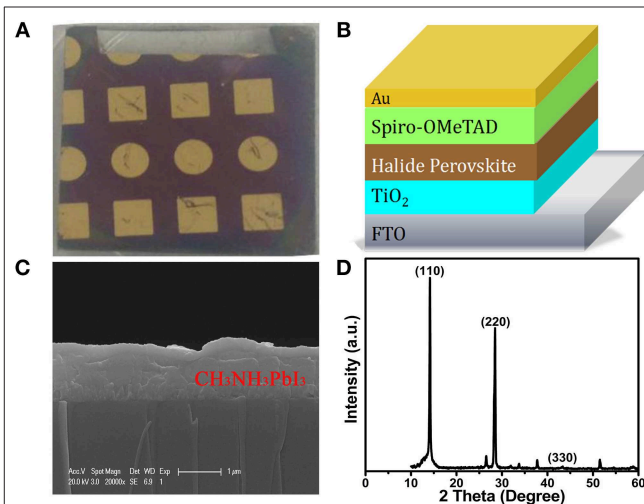 A
B
Au
Spiro-OMeTAD
Halide Perovskite
TiO₂
FTO
C
CH₃NH₃PbI₃
Acc.V Spot Magn Det WD Exp
20.0 kV 3.0 20000x SE 6.9 1
1 µm
D
(110)
(220)
(330)
Intensity (a.u.)
0 10 20 30 40 50 60
2 Theta (Degree)